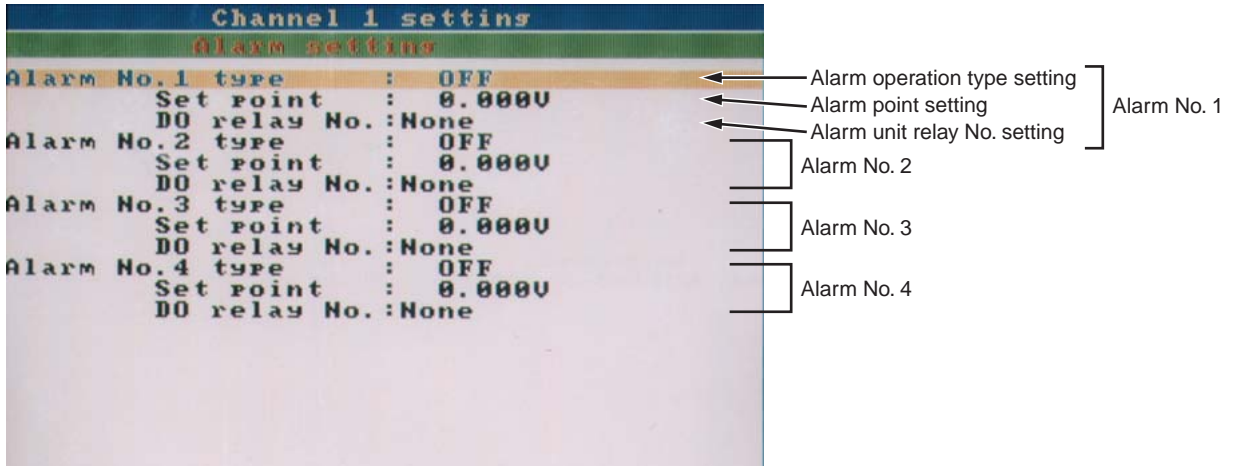 Channel 1 setting
Alarm setting
Alarm No.1 type : OFF
Set point : 0.000V
DO relay No.:None
Alarm No.2 type : OFF
Set point : 0.000V
DO relay No.:None
Alarm No.3 type : OFF
Set point : 0.000V
DO relay No.:None
Alarm No.4 type : OFF
Set point : 0.000V
DO relay No.:None
Alarm operation type setting
Alarm point setting
Alarm unit relay No. setting
Alarm No. 1
Alarm No. 2
Alarm No. 3
Alarm No. 4